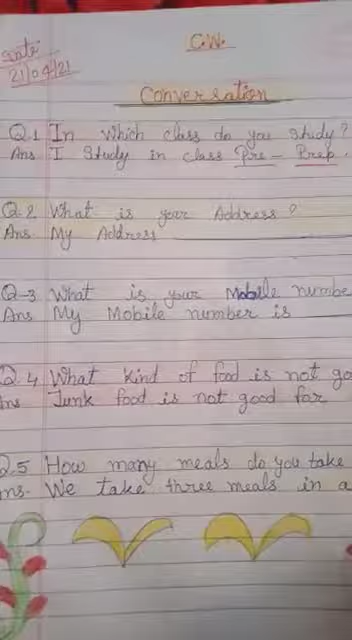 C.W.
Date
21/04/21
Conversation
Q.1 In which class do you study?
Ans I study in class Pre-Prep.
Q.2 What is your Address?
Ans. My Address
Q-3 What is your Mobile numbe
Ans My Mobile number is
Q.4 What kind of food is not go
Ans Junk food is not good for
Q.5 How many meals do you take
Ans. We take three meals in a